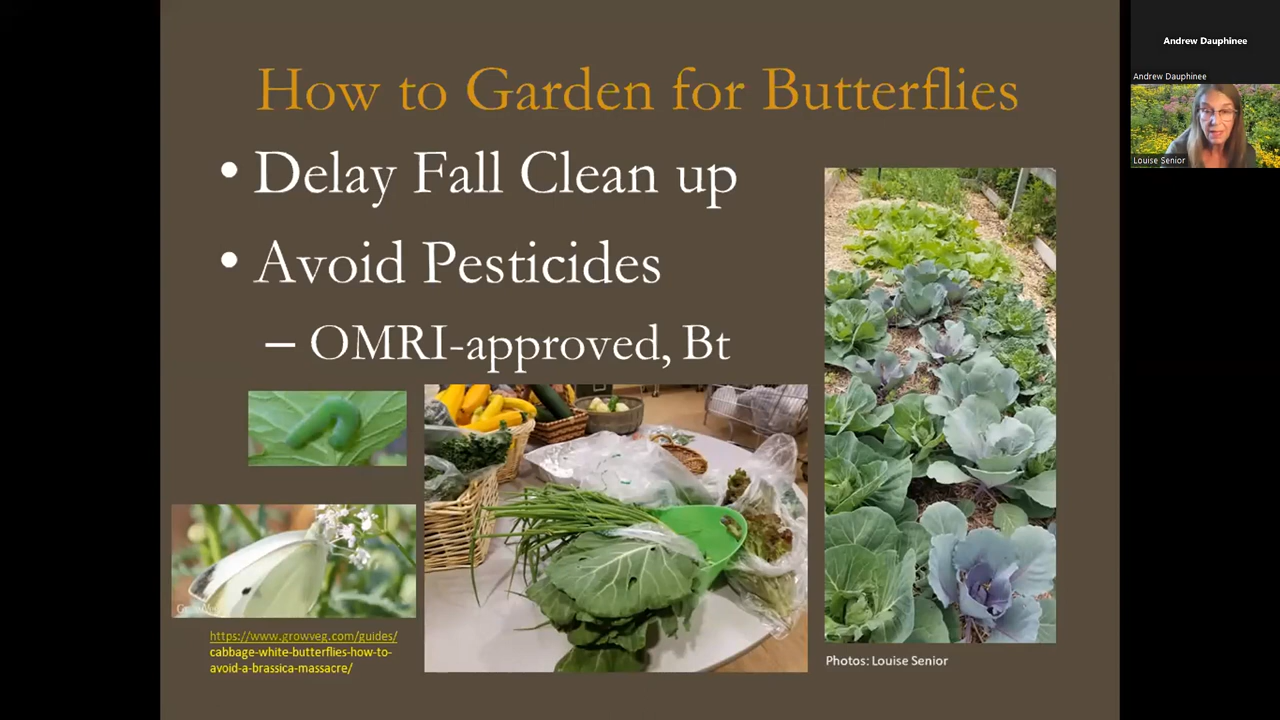 How to Garden for Butterflies
• Delay Fall Clean up
• Avoid Pesticides
– OMRI-approved, Bt
https://www.growveg.com/guides/
cabbage-white-butterflies-how-to-
avoid-a-brassica-massacre/
Photos: Louise Senior
Andrew Dauphinee
Andrew Dauphinee
Louise Senior